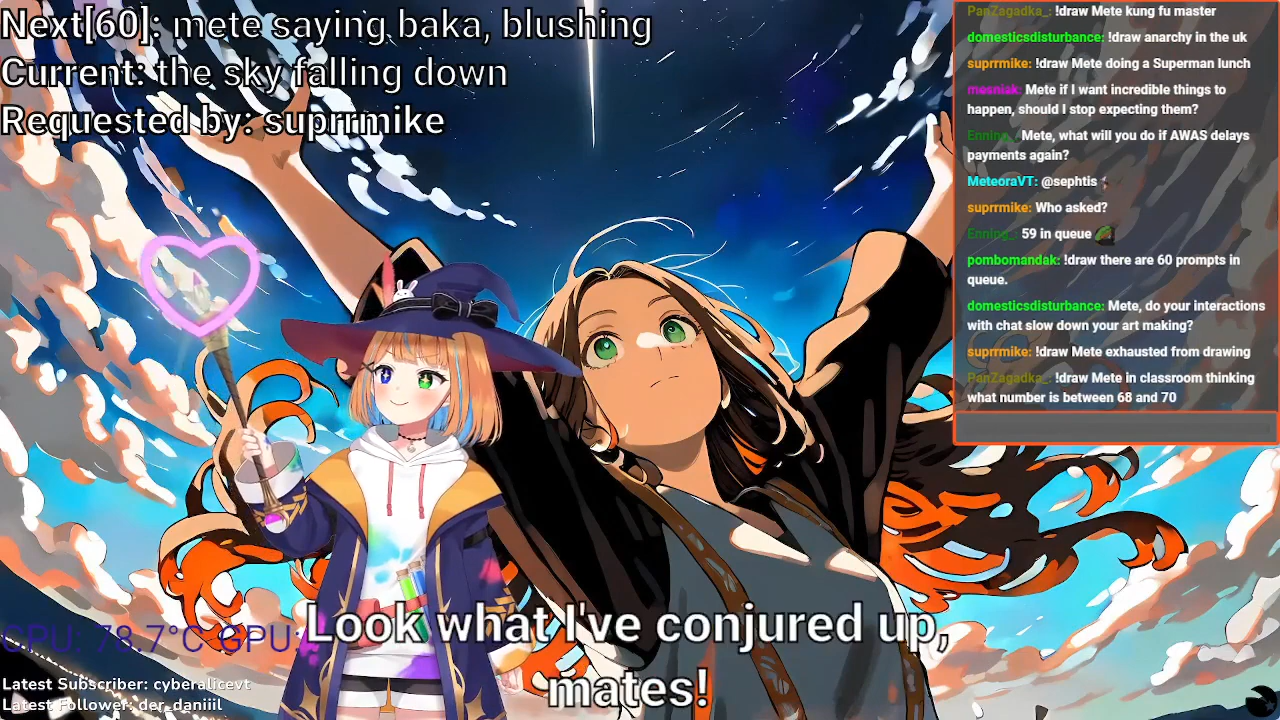 Next[60]: mete saying baka, blushing
Current: the sky falling down
Requested by: suprrmike
PanZagadka_: !draw Mete kung fu master
domesticsdisturbance: !draw anarchy in the uk
suprrmike: !draw Mete doing a Superman lunch
mesniak: Mete if I want incredible things to
happen, should I stop expecting them?
Enning_: Mete, what will you do if AWAS delays
payments again?
MeteoraVT: @sephtis
suprrmike: Who asked?
Enning_: 59 in queue
pombomandak: !draw there are 60 prompts in
queue.
domesticsdisturbance: Mete, do your interactions
with chat slow down your art making?
suprrmike: !draw Mete exhausted from drawing
PanZagadka_: !draw Mete in classroom thinking
what number is between 68 and 70
Look what I've conjured up,
mates!
CPU: 78.7°C GPU:
Latest Subscriber: cyberalicevt
Latest Follower: der_daniiil